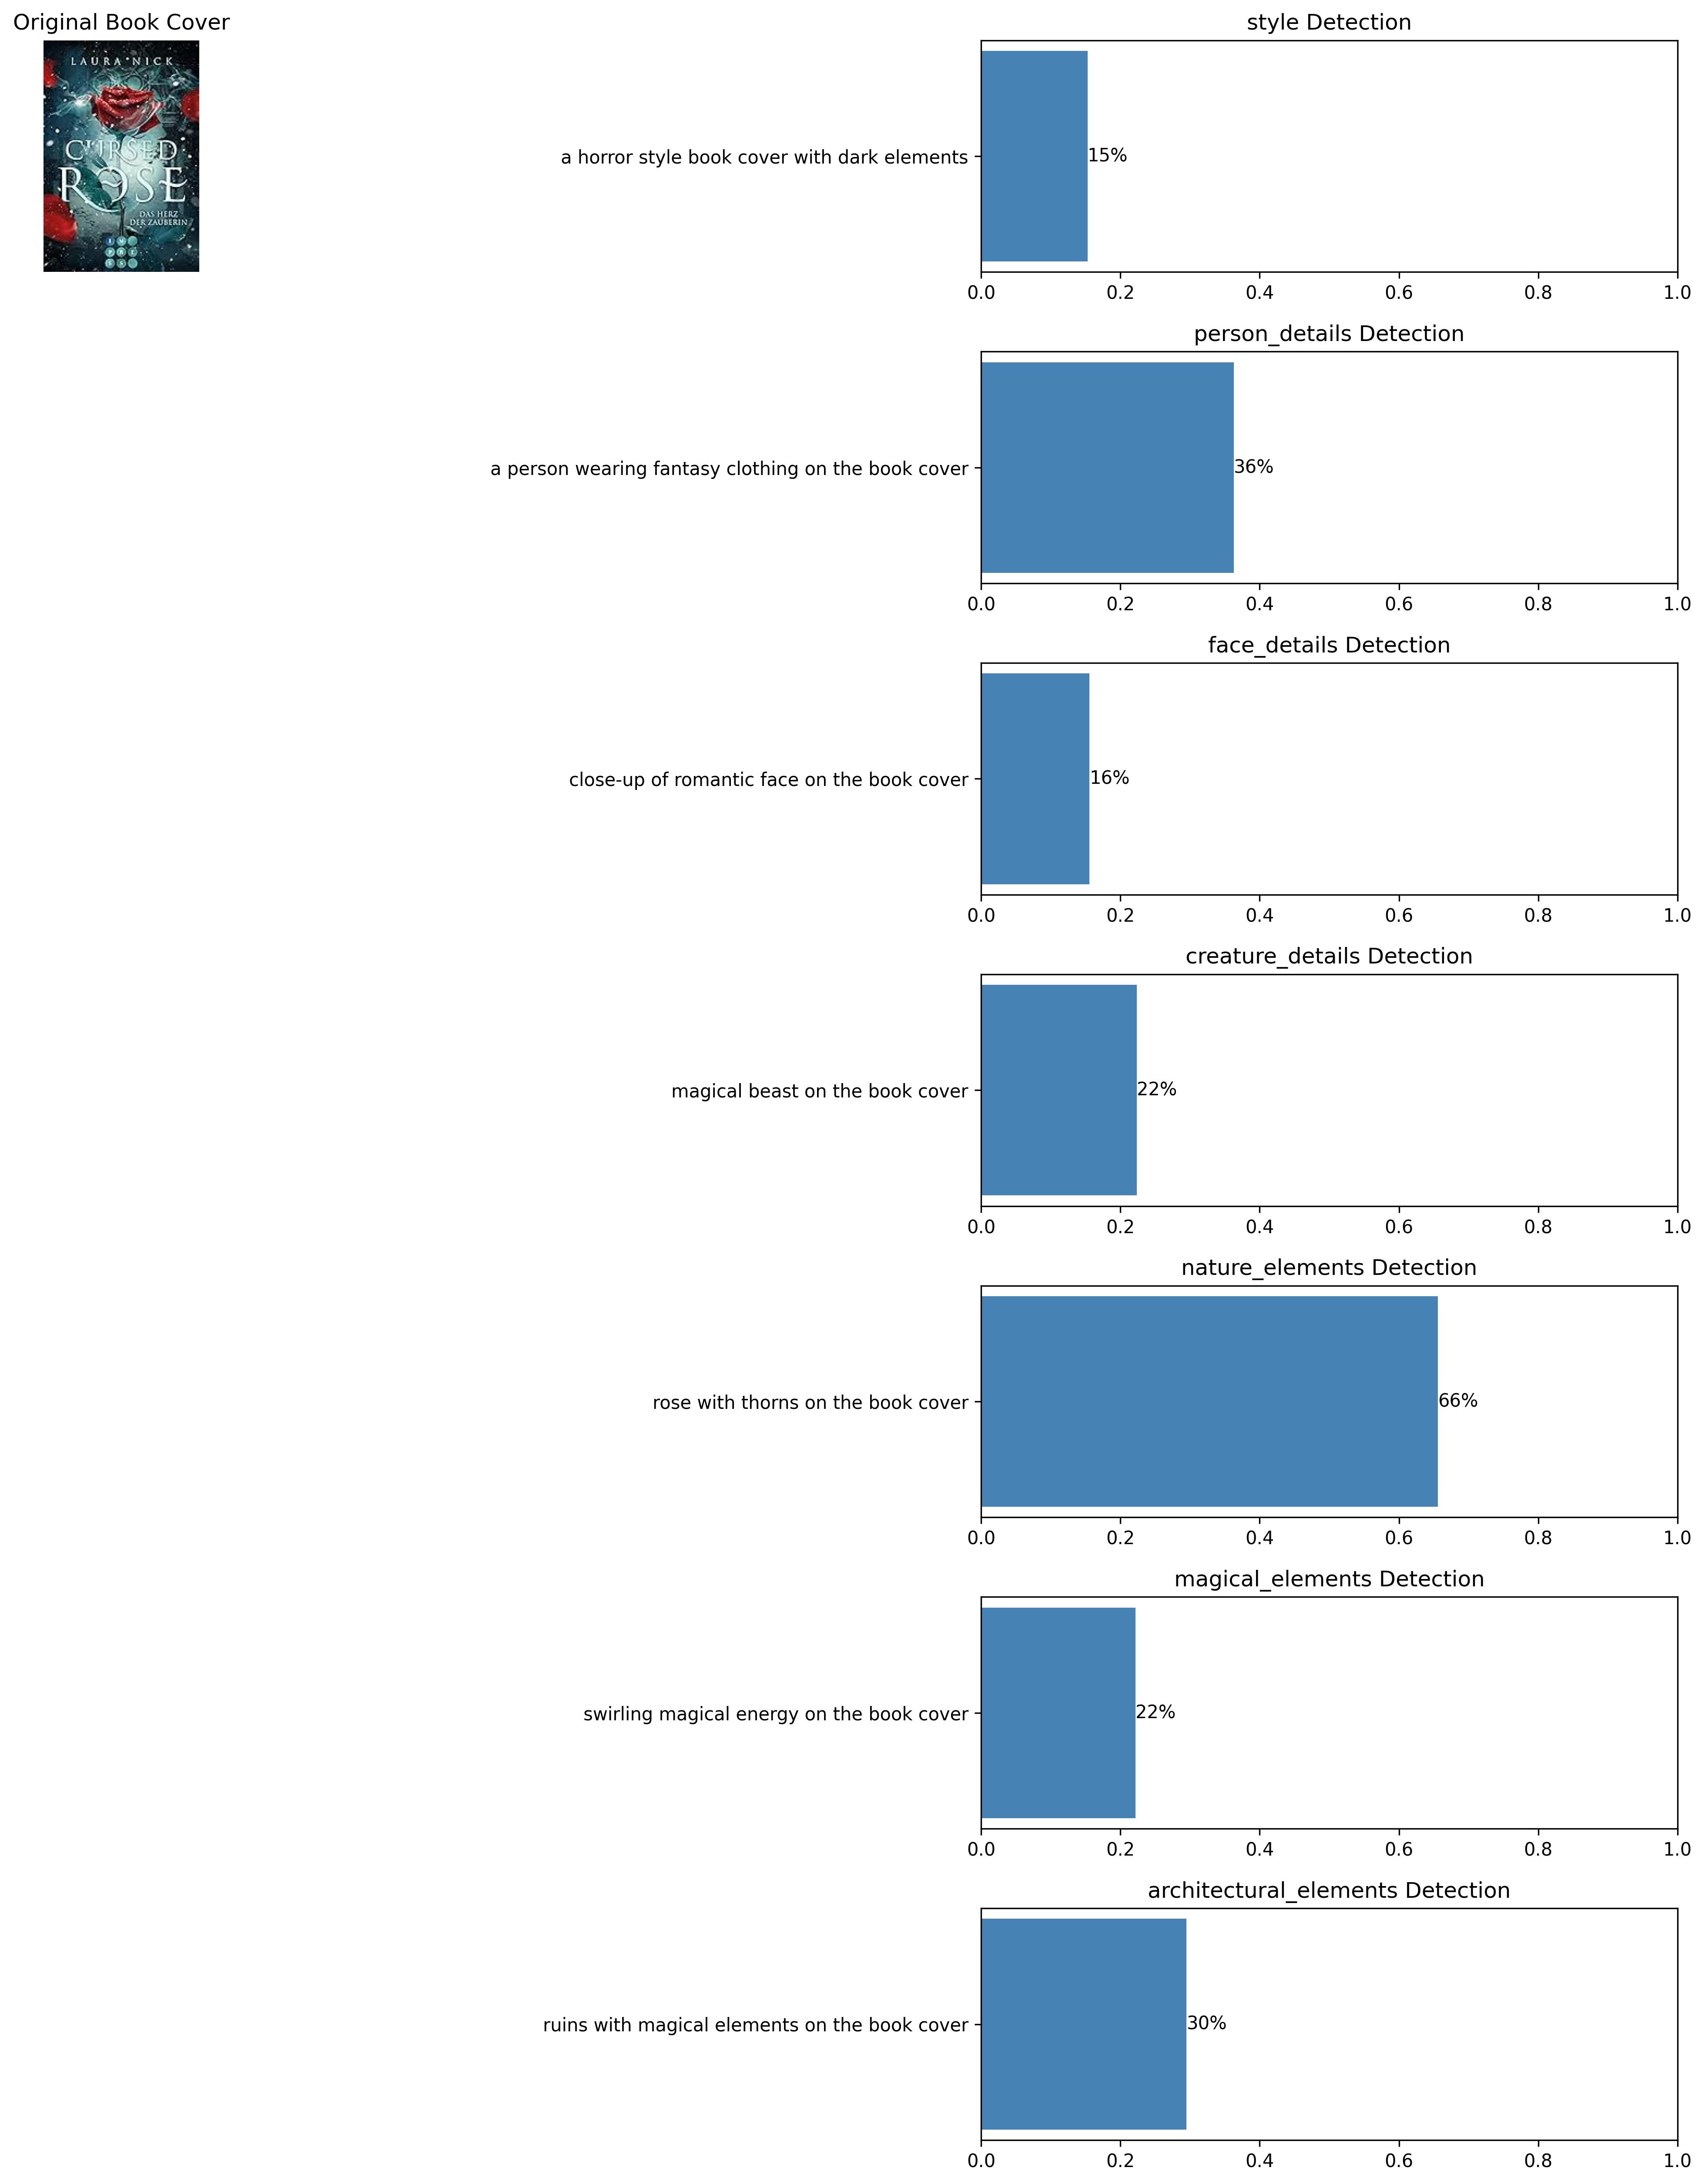 Original Book Cover
LAURA NICK
CURSED
ROSE
DAS HERZ
DER ZAUBERIN
IM
PRE
SS
style Detection
a horror style book cover with dark elements
15%
0.0 0.2 0.4 0.6 0.8 1.0
person_details Detection
a person wearing fantasy clothing on the book cover
36%
0.0 0.2 0.4 0.6 0.8 1.0
face_details Detection
close-up of romantic face on the book cover
16%
0.0 0.2 0.4 0.6 0.8 1.0
creature_details Detection
magical beast on the book cover
22%
0.0 0.2 0.4 0.6 0.8 1.0
nature_elements Detection
rose with thorns on the book cover
66%
0.0 0.2 0.4 0.6 0.8 1.0
magical_elements Detection
swirling magical energy on the book cover
22%
0.0 0.2 0.4 0.6 0.8 1.0
architectural_elements Detection
ruins with magical elements on the book cover
30%
0.0 0.2 0.4 0.6 0.8 1.0